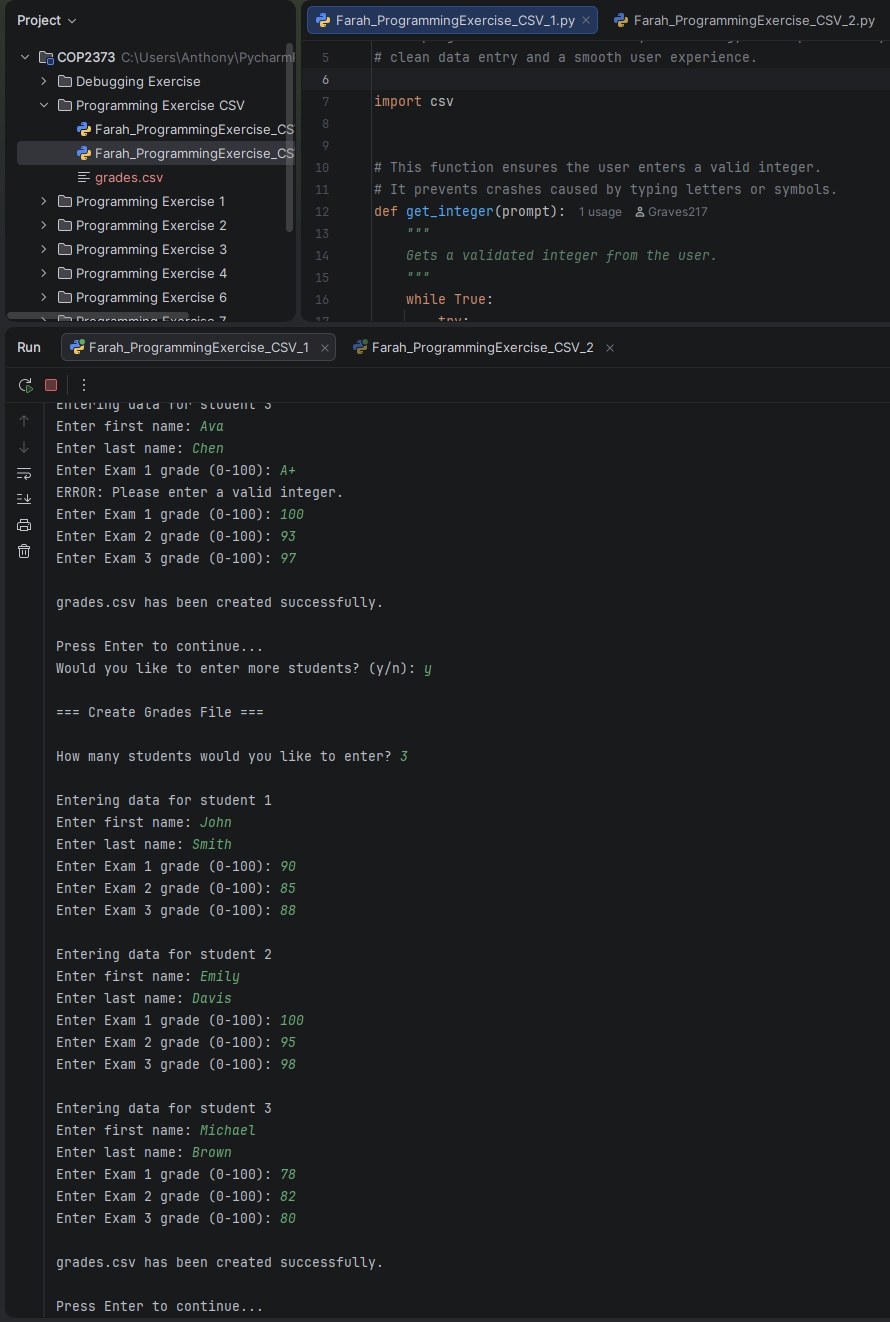 Project
COP2373 C:\Users\Anthony\Pycharm
Debugging Exercise
Programming Exercise CSV
Farah_ProgrammingExercise_CS
Farah_ProgrammingExercise_CS
grades.csv
Programming Exercise 1
Programming Exercise 2
Programming Exercise 3
Programming Exercise 4
Programming Exercise 6
Programming Exercise 7
Farah_ProgrammingExercise_CSV_1.py
Farah_ProgrammingExercise_CSV_2.py
5 # clean data entry and a smooth user experience.
6
7 import csv
8
9
10 # This function ensures the user enters a valid integer.
11 # It prevents crashes caused by typing letters or symbols.
12 def get_integer(prompt): 1 usage Graves217
13 """
14 Gets a validated integer from the user.
15 """
16 while True:
17 try:
Run Farah_ProgrammingExercise_CSV_1 Farah_ProgrammingExercise_CSV_2
Entering data for student 3
Enter first name: Ava
Enter last name: Chen
Enter Exam 1 grade (0-100): A+
ERROR: Please enter a valid integer.
Enter Exam 1 grade (0-100): 100
Enter Exam 2 grade (0-100): 93
Enter Exam 3 grade (0-100): 97
grades.csv has been created successfully.
Press Enter to continue...
Would you like to enter more students? (y/n): y
=== Create Grades File ===
How many students would you like to enter? 3
Entering data for student 1
Enter first name: John
Enter last name: Smith
Enter Exam 1 grade (0-100): 90
Enter Exam 2 grade (0-100): 85
Enter Exam 3 grade (0-100): 88
Entering data for student 2
Enter first name: Emily
Enter last name: Davis
Enter Exam 1 grade (0-100): 100
Enter Exam 2 grade (0-100): 95
Enter Exam 3 grade (0-100): 98
Entering data for student 3
Enter first name: Michael
Enter last name: Brown
Enter Exam 1 grade (0-100): 78
Enter Exam 2 grade (0-100): 82
Enter Exam 3 grade (0-100): 80
grades.csv has been created successfully.
Press Enter to continue...